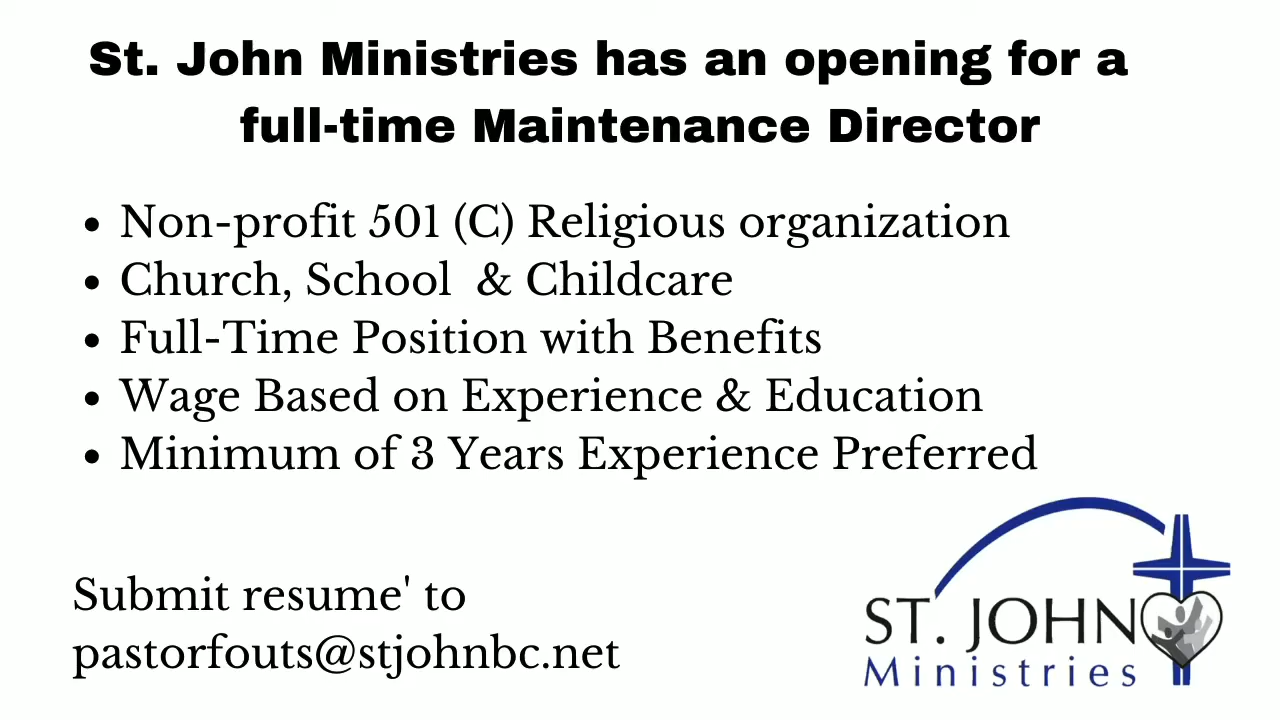 St. John Ministries has an opening for a
full-time Maintenance Director
• Non-profit 501 (C) Religious organization
• Church, School  & Childcare
• Full-Time Position with Benefits
• Wage Based on Experience & Education
• Minimum of 3 Years Experience Preferred
Submit resume' to
pastorfouts@stjohnbc.net
ST. JOHN
Ministries